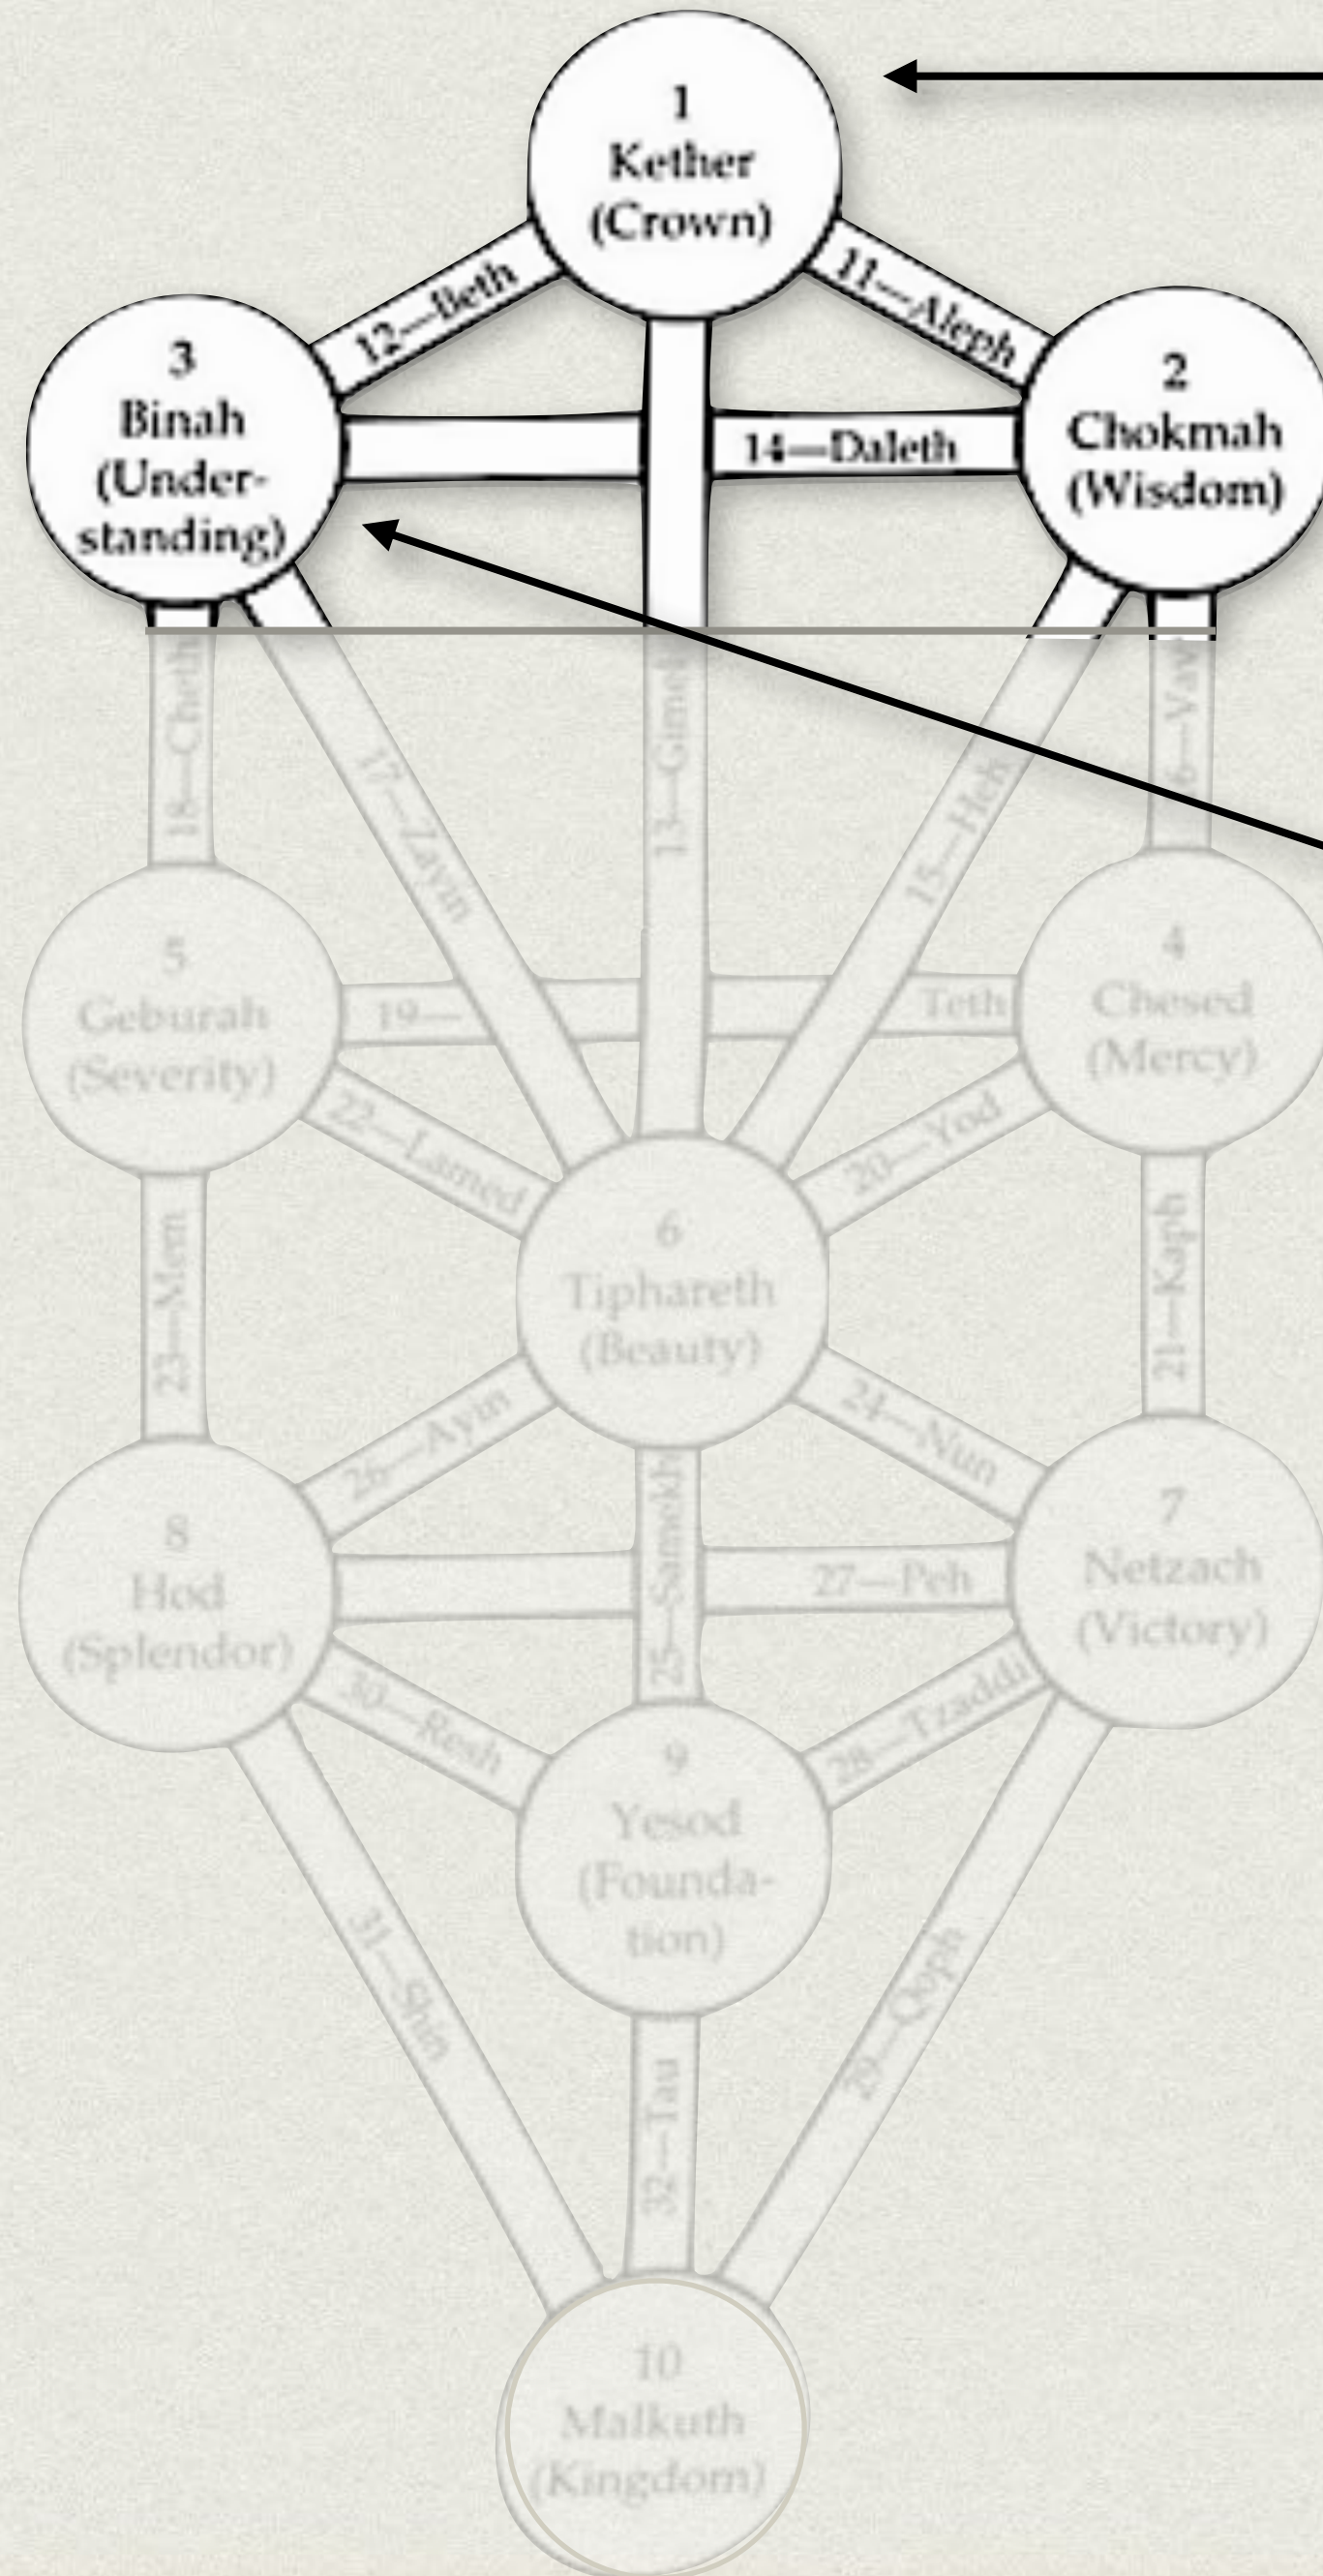 1
Kether
(Crown)
12—Beth
11—Aleph
3
Binah
(Under-
standing)
2
Chokmah
(Wisdom)
14—Daleth
18—Cheth
17—Zayin
13—Gimel
15—Heh
6—Vav
5
Geburah
(Severity)
4
Chesed
(Mercy)
19—
Teth
22—Lamed
20—Yod
6
Tiphareth
(Beauty)
23—Mem
21—Kaph
26—Ayin
24—Nun
8
Hod
(Splendor)
25—Samekh
27—Peh
7
Netzach
(Victory)
30—Resh
28—Tzaddi
9
Yesod
(Founda-
tion)
31—Shin
32—Tau
29—Qoph
10
Malkuth
(Kingdom)